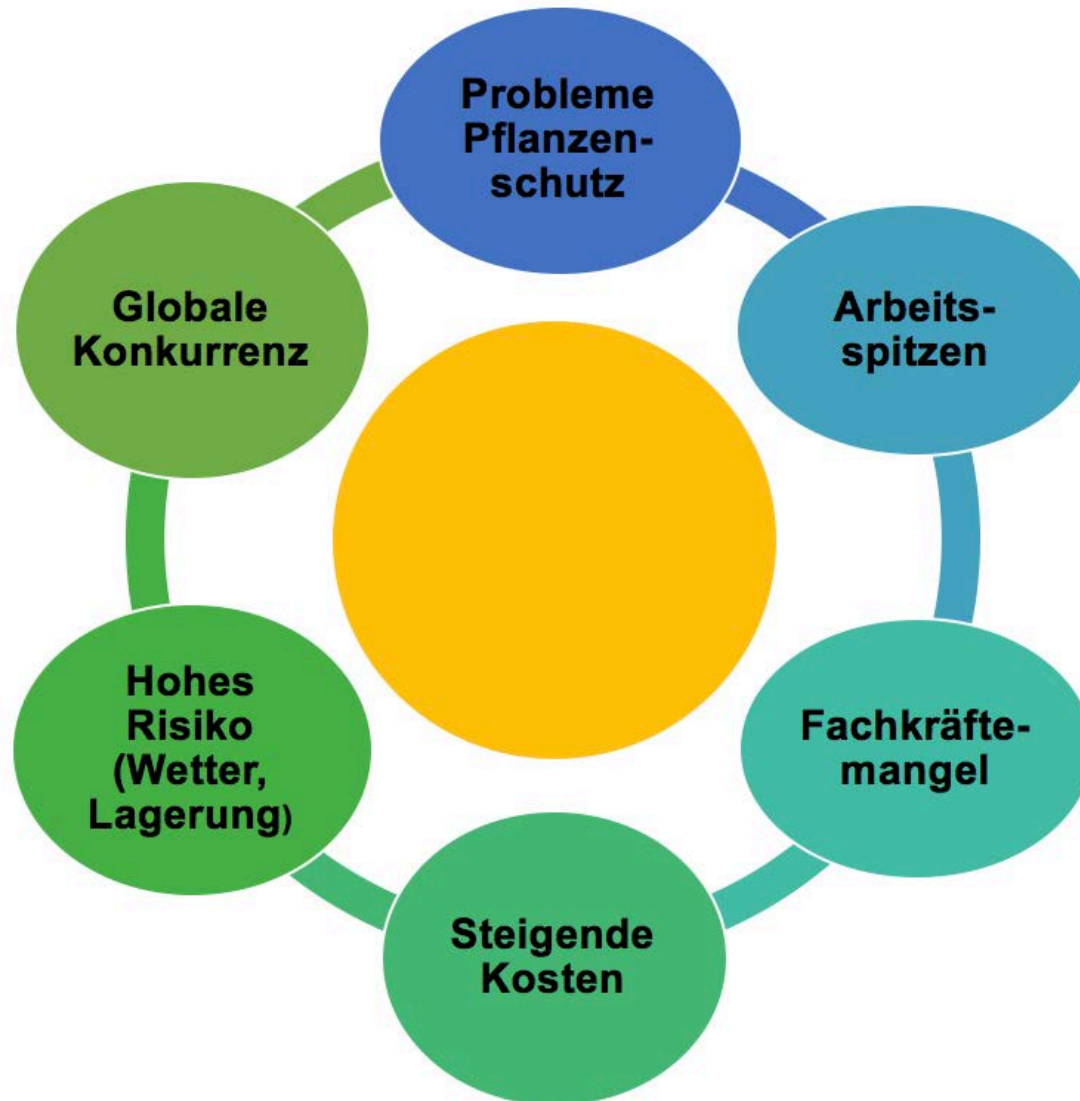 Probleme
Pflanzen-
schutz
Arbeits-
spitzen
Fachkräfte-
mangel
Steigende
Kosten
Hohes
Risiko
(Wetter,
Lagerung)
Globale
Konkurrenz